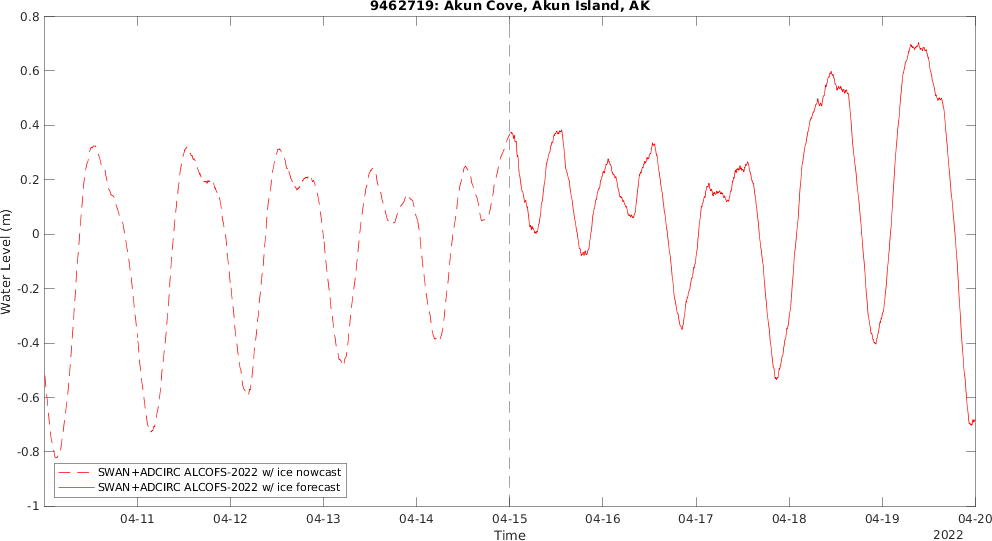 9462719: Akun Cove, Akun Island, AK
0.8
0.6
0.4
0.2
0
-0.2
-0.4
-0.6
-0.8
-1
Water Level (m)
SWAN+ADCIRC ALCOFS-2022 w/ ice nowcast
SWAN+ADCIRC ALCOFS-2022 w/ ice forecast
04-11 04-12 04-13 04-14 04-15 04-16 04-17 04-18 04-19 04-20
Time
2022